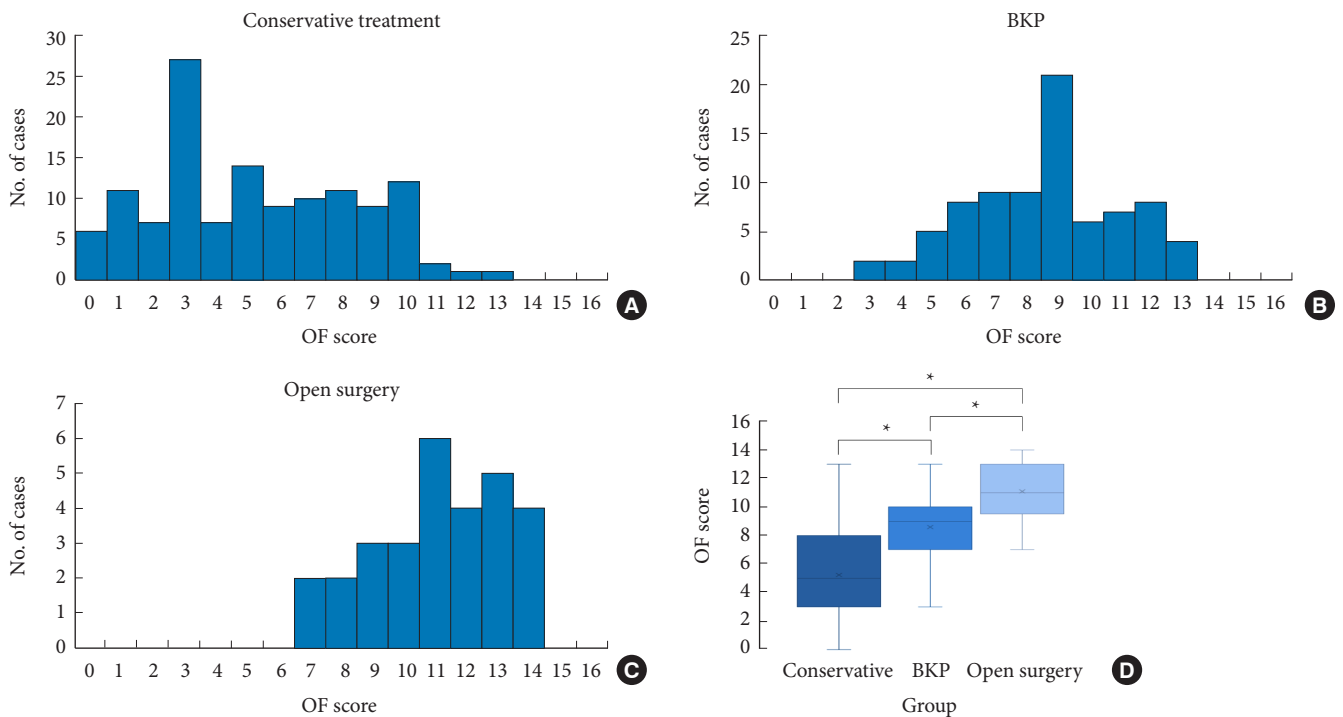 Conservative treatment
30
25
20
15
10
5
0
No. of cases
0 1 2 3 4 5 6 7 8 9 10 11 12 13 14 15 16
OF score
A
BKP
25
20
15
10
5
0
No. of cases
0 1 2 3 4 5 6 7 8 9 10 11 12 13 14 15 16
OF score
B
Open surgery
7
6
5
4
3
2
1
0
No. of cases
0 1 2 3 4 5 6 7 8 9 10 11 12 13 14 15 16
OF score
C
*
*
*
16
14
12
10
8
6
4
2
0
OF score
Conservative BKP Open surgery
Group
D